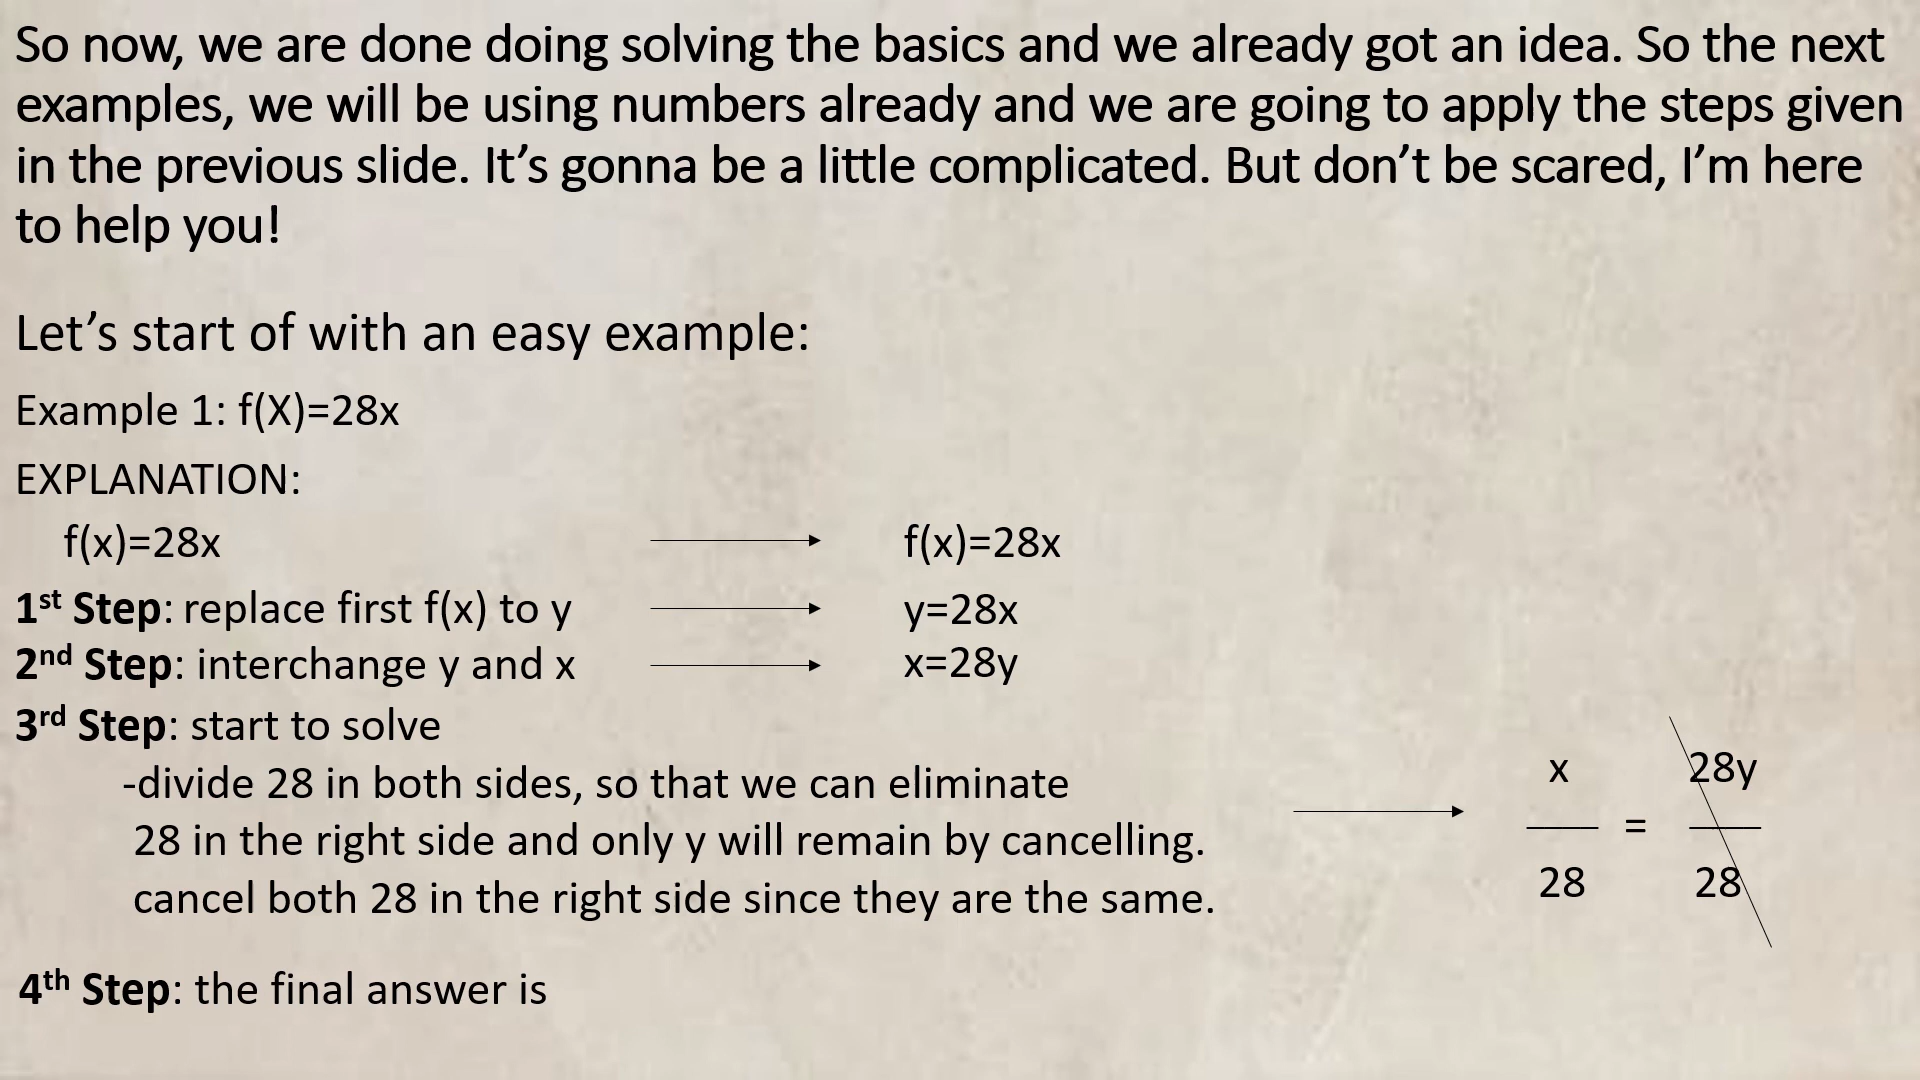 So now, we are done doing solving the basics and we already got an idea. So the next
examples, we will be using numbers already and we are going to apply the steps given
in the previous slide. It’s gonna be a little complicated. But don’t be scared, I’m here
to help you!
Let’s start of with an easy example:
Example 1: f(X)=28x
EXPLANATION:
f(x)=28x f(x)=28x
1st Step: replace first f(x) to y y=28x
2nd Step: interchange y and x x=28y
3rd Step: start to solve
-divide 28 in both sides, so that we can eliminate
28 in the right side and only y will remain by cancelling.
cancel both 28 in the right side since they are the same.
x 28y
=
28 28
4th Step: the final answer is